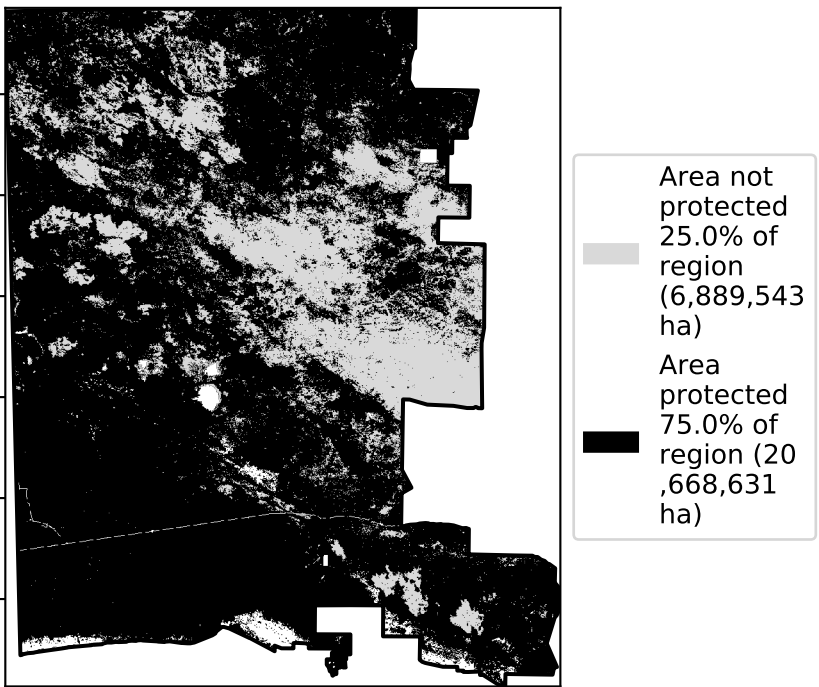 Area not
protected
25.0% of
region
(6,889,543
ha)
Area
protected
75.0% of
region (20
,668,631
ha)